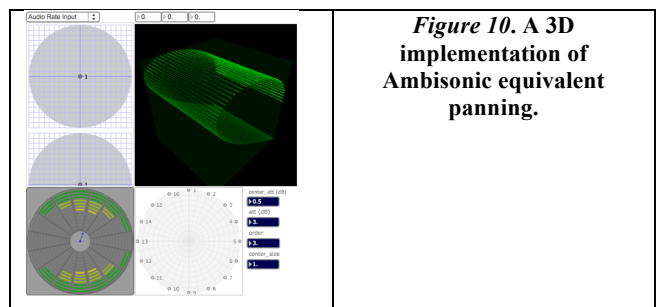 Audio Rate Input
0. 0. 0.
1
1
center_att (dB)
0.5
att (dB)
3.
order
3.
center_size
1.
1
2
3
4
5
6
7
8
9
10
11
12
13
14
15
16
Figure 10. A 3D
implementation of
Ambisonic equivalent
panning.